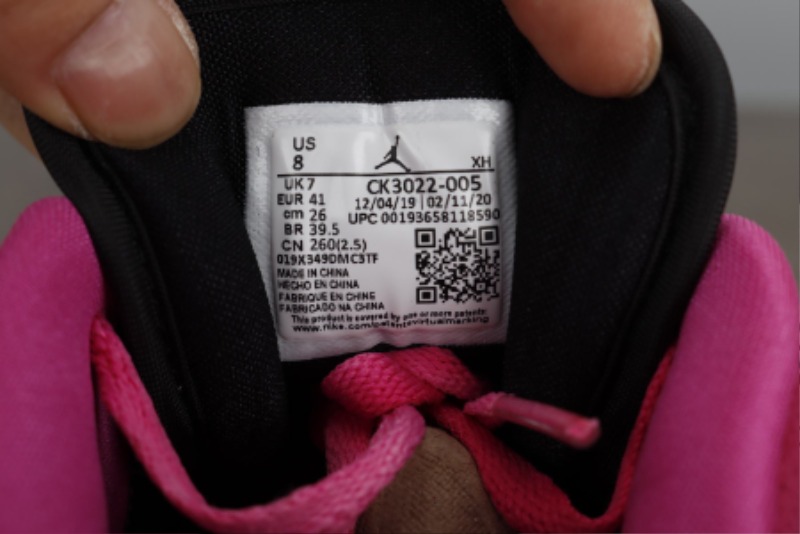 US
8
XH
UK 7
CK3022-005
EUR 41
12/04/19 | 02/11/20
cm 26
UPC 00193658118590
BR 39.5
CN 260(2.5)
019X349DMC3TF
MADE IN CHINA
HECHO EN CHINA
FABRIQUE EN CHINE
FABRICADO NA CHINA
This product is covered by one or more patents:
www.nike.com/patentsvirtualmarking